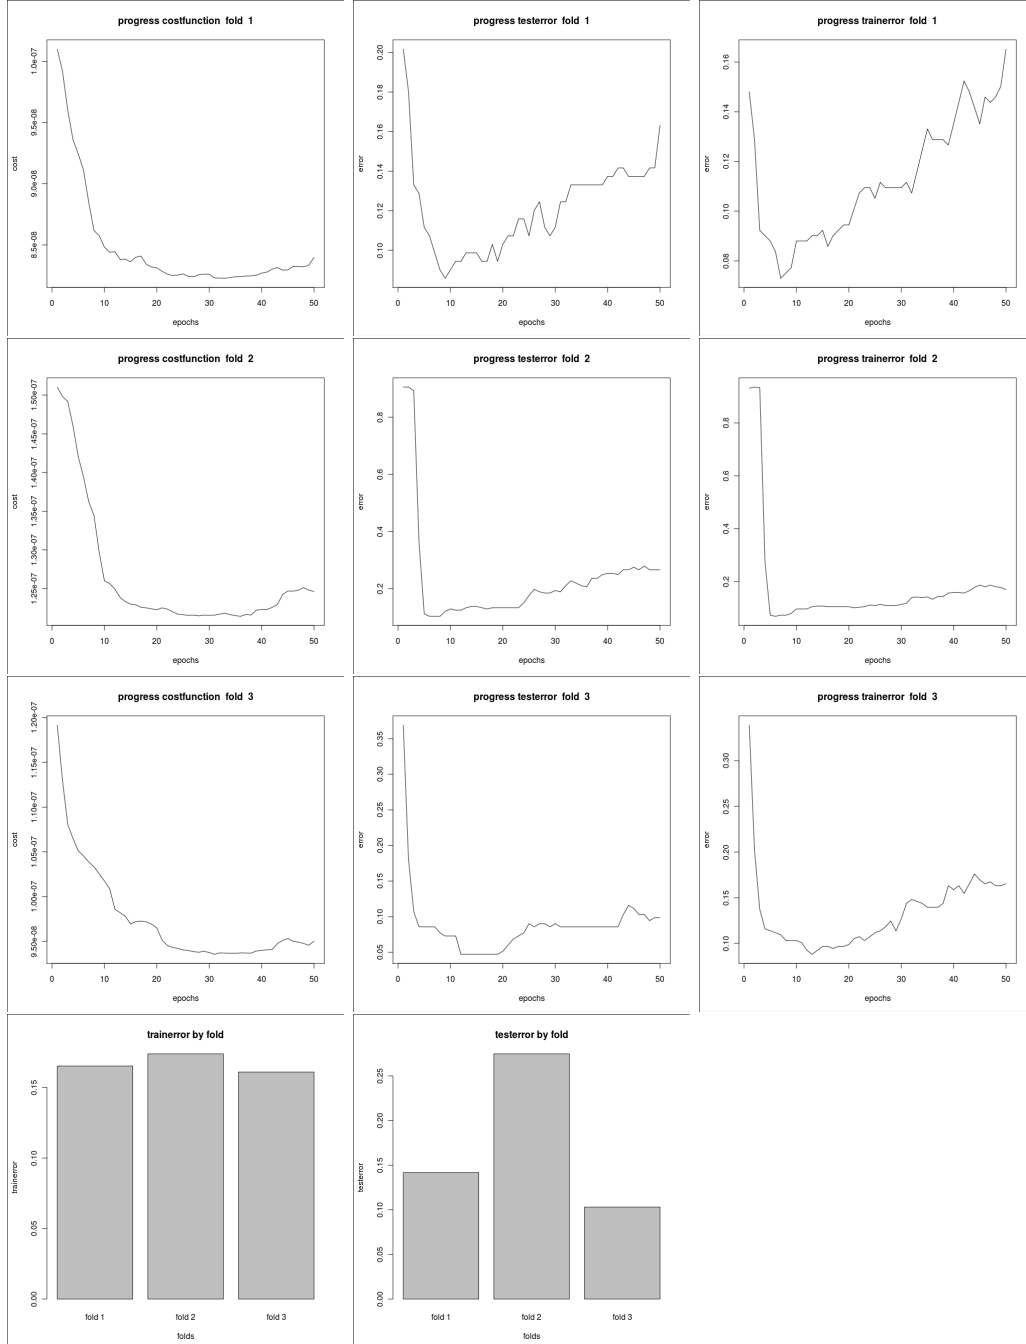 progress costfunction fold 1
cost
1.0e-07
9.5e-08
9.0e-08
8.5e-08
0 10 20 30 40 50
epochs
progress testerror fold 1
error
0.20
0.18
0.16
0.14
0.12
0.10
0 10 20 30 40 50
epochs
progress trainerror fold 1
error
0.16
0.14
0.12
0.10
0.08
0 10 20 30 40 50
epochs
progress costfunction fold 2
cost
1.50e-07
1.45e-07
1.40e-07
1.35e-07
1.30e-07
1.25e-07
0 10 20 30 40 50
epochs
progress testerror fold 2
error
0.8
0.6
0.4
0.2
0 10 20 30 40 50
epochs
progress trainerror fold 2
error
0.8
0.6
0.4
0.2
0 10 20 30 40 50
epochs
progress costfunction fold 3
cost
1.20e-07
1.15e-07
1.10e-07
1.05e-07
1.00e-07
9.50e-08
0 10 20 30 40 50
epochs
progress testerror fold 3
error
0.35
0.30
0.25
0.20
0.15
0.10
0.05
0 10 20 30 40 50
epochs
progress trainerror fold 3
error
0.30
0.25
0.20
0.15
0.10
0 10 20 30 40 50
epochs
trainerror by fold
trainerror
0.15
0.10
0.05
0.00
fold 1 fold 2 fold 3
folds
testerror by fold
testerror
0.25
0.20
0.15
0.10
0.05
0.00
fold 1 fold 2 fold 3
folds